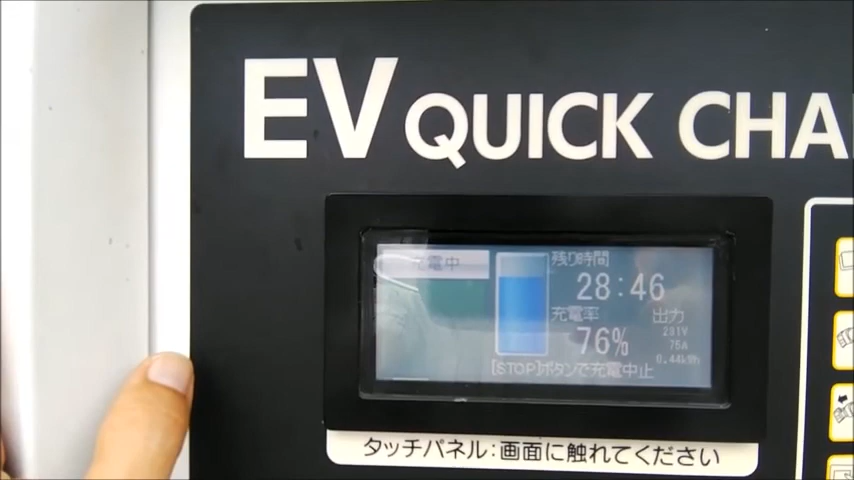 EV QUICK CHA
充電中
残り時間
28:46
充電率
76%
出力
75A
0.44kWh
[STOP]ボタンで充電中止
タッチパネル:画面に触れてください